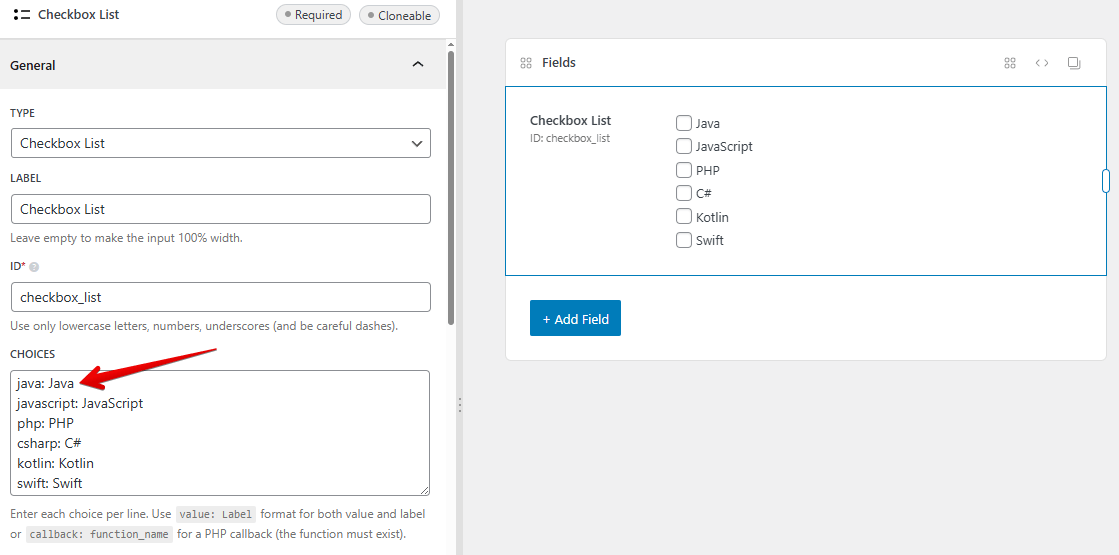 Checkbox List
Required
Cloneable
General
TYPE
Checkbox List
LABEL
Checkbox List
Leave empty to make the input 100% width.
ID*
checkbox_list
Use only lowercase letters, numbers, underscores (and be careful dashes).
CHOICES
java: Java
javascript: JavaScript
php: PHP
csharp: C#
kotlin: Kotlin
swift: Swift
Enter each choice per line. Use value: Label format for both value and label
or callback: function_name for a PHP callback (the function must exist).
Fields
Checkbox List
ID: checkbox_list
Java
JavaScript
PHP
C#
Kotlin
Swift
+ Add Field